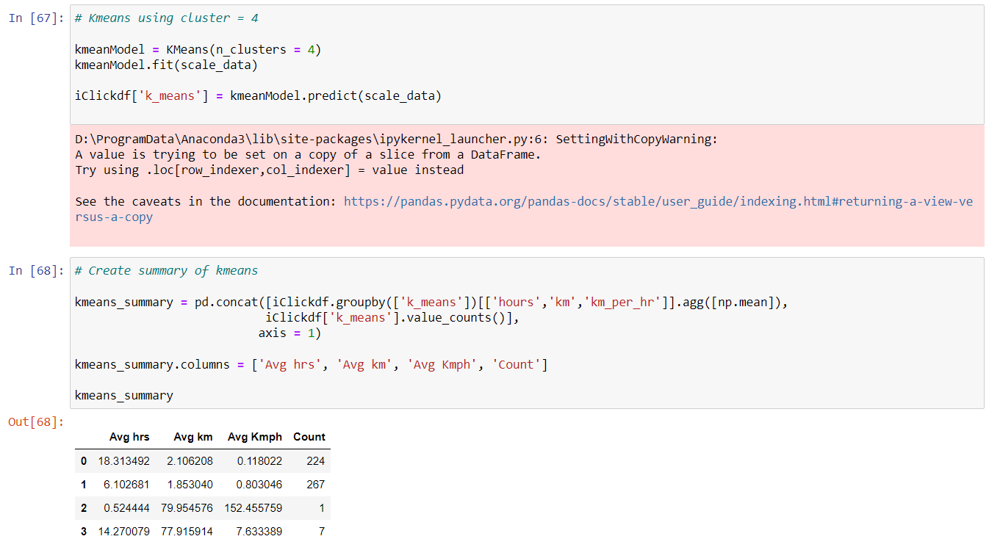 In [67]: # Kmeans using cluster = 4
kmeanModel = KMeans(n_clusters = 4)
kmeanModel.fit(scale_data)
iClickdf['k_means'] = kmeanModel.predict(scale_data)
D:\ProgramData\Anaconda3\lib\site-packages\ipykernel_launcher.py:6: SettingWithCopyWarning:
A value is trying to be set on a copy of a slice from a DataFrame.
Try using .loc[row_indexer,col_indexer] = value instead
See the caveats in the documentation: https://pandas.pydata.org/pandas-docs/stable/user_guide/indexing.html#returning-a-view-ve
rsus-a-copy
In [68]: # Create summary of kmeans
kmeans_summary = pd.concat([iClickdf.groupby(['k_means'])[['hours','km','km_per_hr']].agg([np.mean]),
iClickdf['k_means'].value_counts()],
axis = 1)
kmeans_summary.columns = ['Avg hrs', 'Avg km', 'Avg Kmph', 'Count']
kmeans_summary
Out[68]:
Avg hrs Avg km Avg Kmph Count
0 18.313492 2.106208 0.118022 224
1 6.102681 1.853040 0.803046 267
2 0.524444 79.954576 152.455759 1
3 14.270079 77.915914 7.633389 7